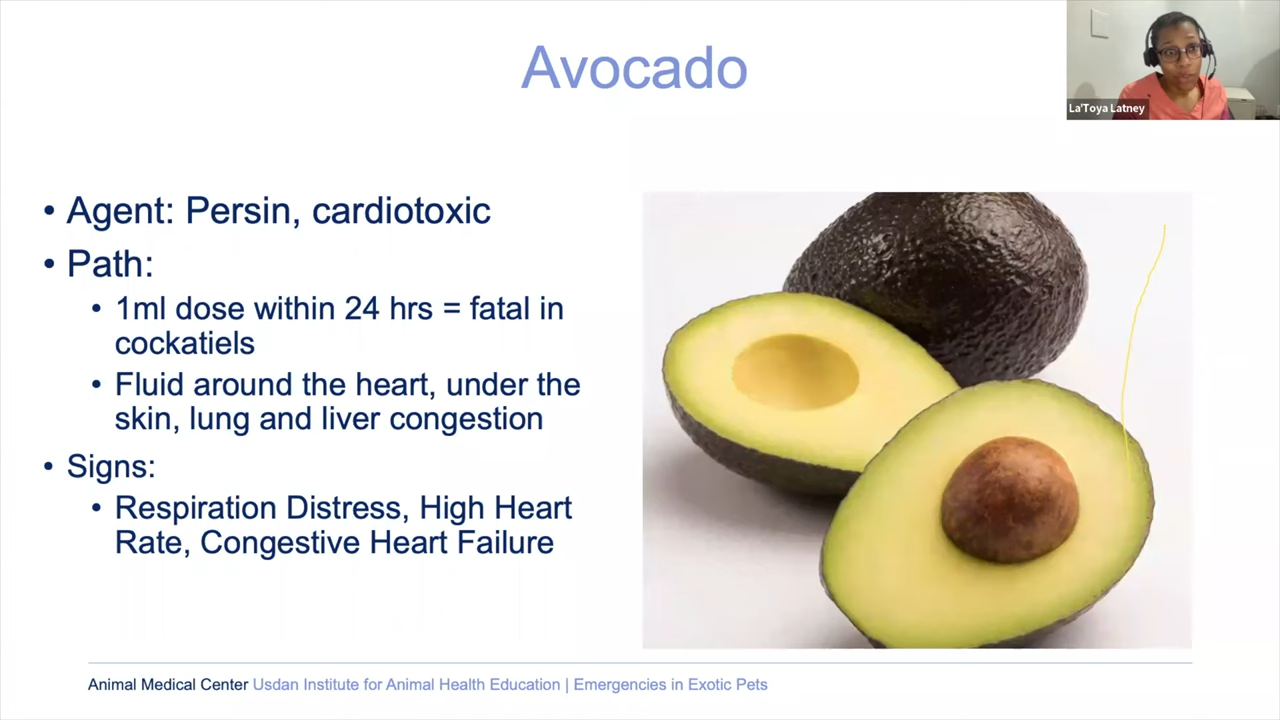 Avocado
La'Toya Latney
• Agent: Persin, cardiotoxic
• Path:
• 1ml dose within 24 hrs = fatal in
cockatiels
• Fluid around the heart, under the
skin, lung and liver congestion
• Signs:
• Respiration Distress, High Heart
Rate, Congestive Heart Failure
Animal Medical Center Usdan Institute for Animal Health Education | Emergencies in Exotic Pets